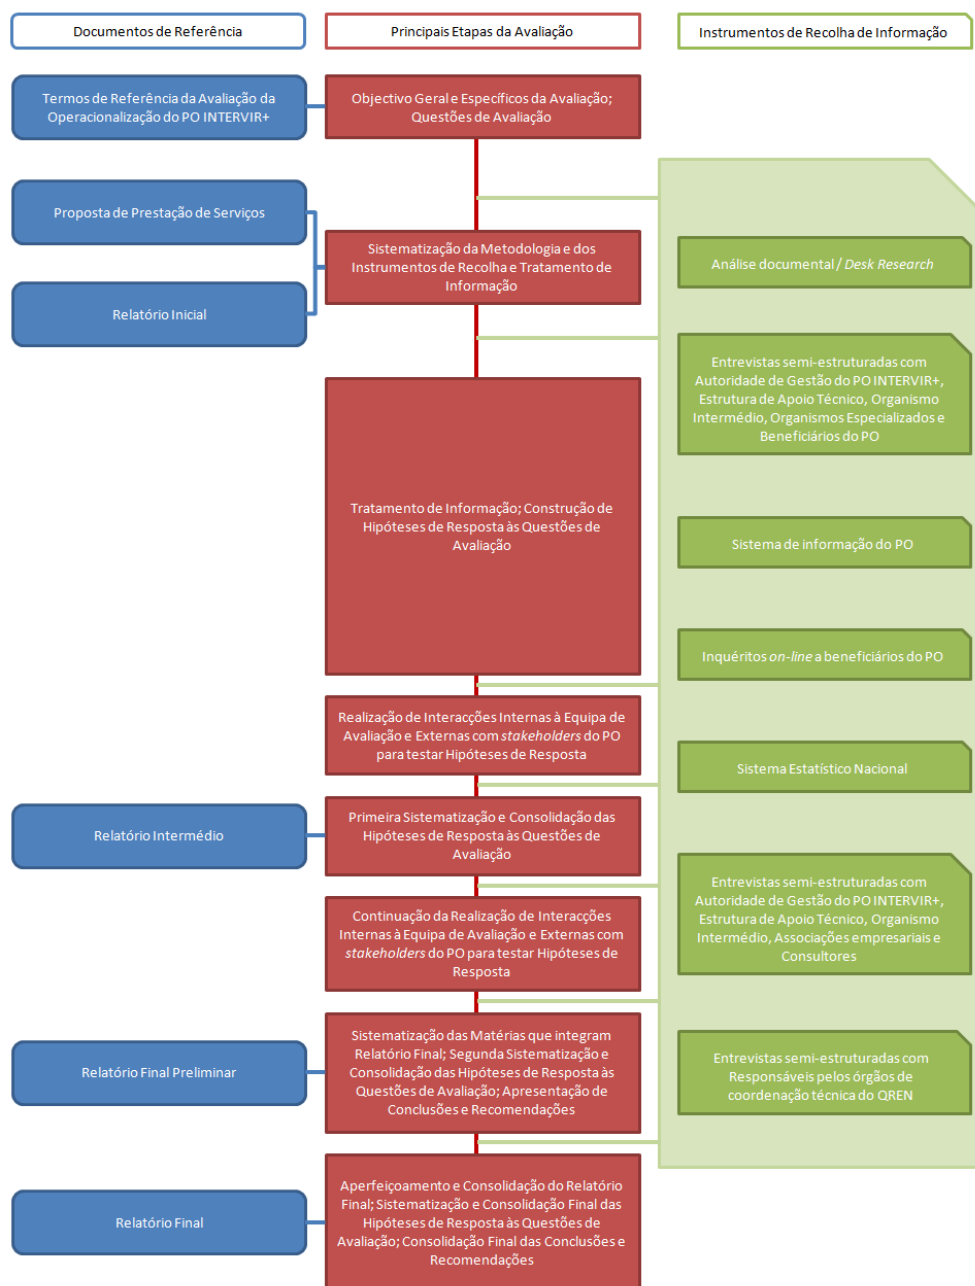 Documentos de Referência
Principais Etapas da Avaliação
Instrumentos de Recolha de Informação
Termos de Referência da Avaliação da
Operacionalização do PO INTERVIR+
Objectivo Geral e Específicos da Avaliação;
Questões de Avaliação
Proposta de Prestação de Serviços
Relatório Inicial
Sistematização da Metodologia e dos
Instrumentos de Recolha e Tratamento de
Informação
Análise documental / Desk Research
Entrevistas semi-estruturadas com
Autoridade de Gestão do PO INTERVIR+,
Estrutura de Apoio Técnico, Organismo
Intermédio, Organismos Especializados e
Beneficiários do PO
Tratamento de Informação; Construção de
Hipóteses de Resposta às Questões de
Avaliação
Sistema de informação do PO
Inquéritos on-line a beneficiários do PO
Realização de Interacções Internas à Equipa de
Avaliação e Externas com stakeholders do PO
para testar Hipóteses de Resposta
Sistema Estatístico Nacional
Relatório Intermédio
Primeira Sistematização e Consolidação das
Hipóteses de Resposta às Questões de
Avaliação
Entrevistas semi-estruturadas com
Autoridade de Gestão do PO INTERVIR+,
Estrutura de Apoio Técnico, Organismo
Intermédio, Associações empresariais e
Consultores
Continuação da Realização de Interacções
Internas à Equipa de Avaliação e Externas com
stakeholders do PO para testar Hipóteses de
Resposta
Relatório Final Preliminar
Sistematização das Matérias que integram
Relatório Final; Segunda Sistematização e
Consolidação das Hipóteses de Resposta às
Questões de Avaliação; Apresentação de
Conclusões e Recomendações
Entrevistas semi-estruturadas com
Responsáveis pelos órgãos de
coordenação técnica do QREN
Relatório Final
Aperfeiçoamento e Consolidação do Relatório
Final; Sistematização e Consolidação Final das
Hipóteses de Resposta às Questões de
Avaliação; Consolidação Final das Conclusões e
Recomendações